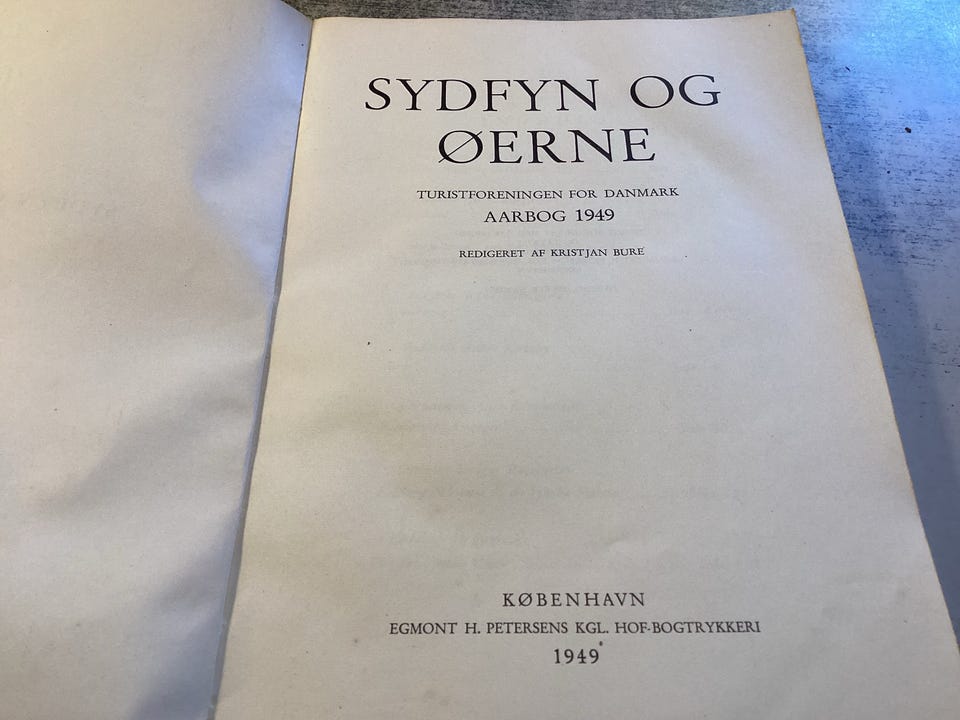 SYDFYN OG
ØERNE
TURISTFORENINGEN FOR DANMARK
AARBOG 1949
REDIGERET AF KRISTJAN BURE
KØBENHAVN
EGMONT H. PETERSENS KGL. HOF-BOGTRYKKERI
1949